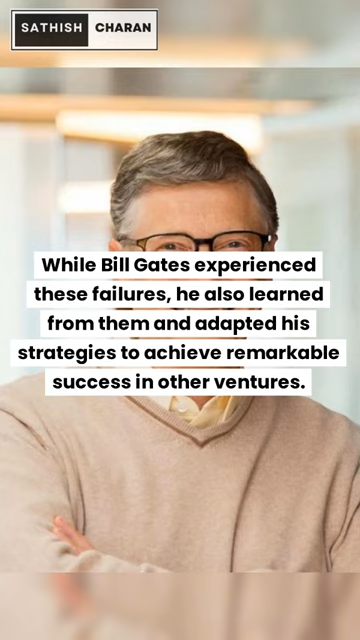 SATHISH CHARAN
While Bill Gates experienced
these failures, he also learned
from them and adapted his
strategies to achieve remarkable
success in other ventures.